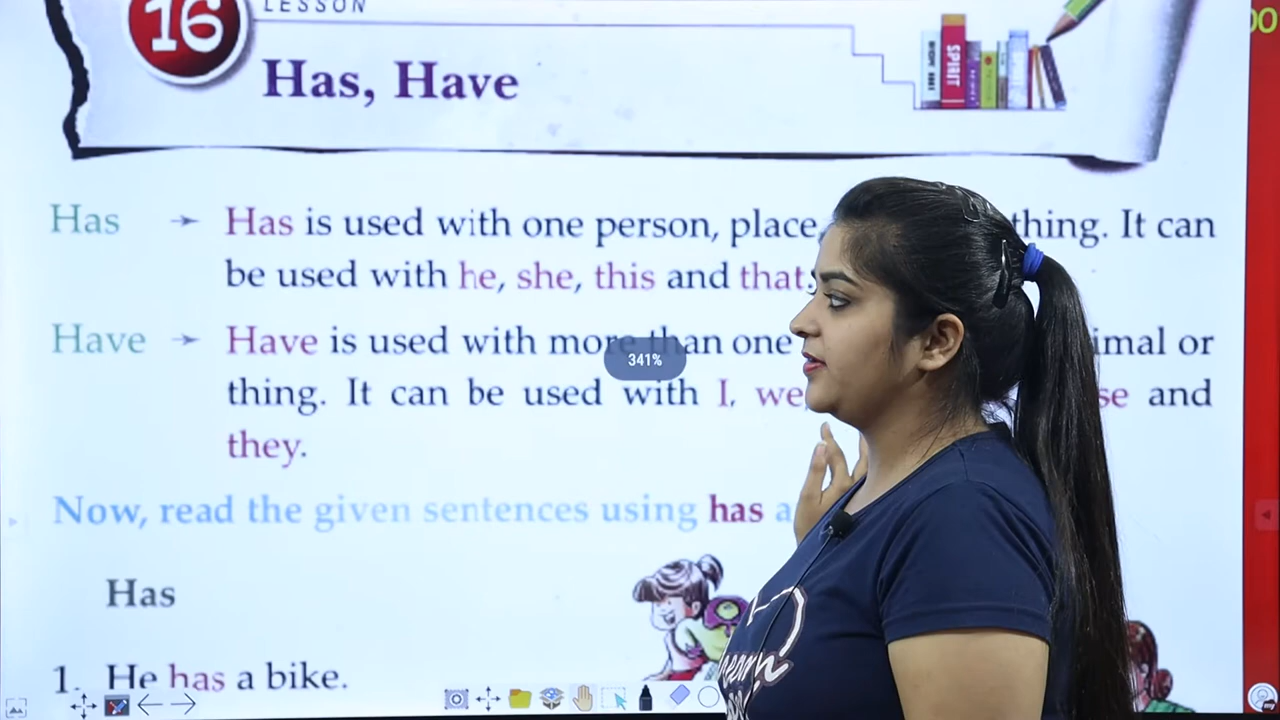 16
LESSON
Has, Have
SPIRIT
Has → Has is used with one person, place, thing. It can
be used with he, she, this and that.
Have → Have is used with more than one imal or
341%
thing. It can be used with I, we, se and
they.
Now, read the given sentences using has a
Has
1. He has a bike.